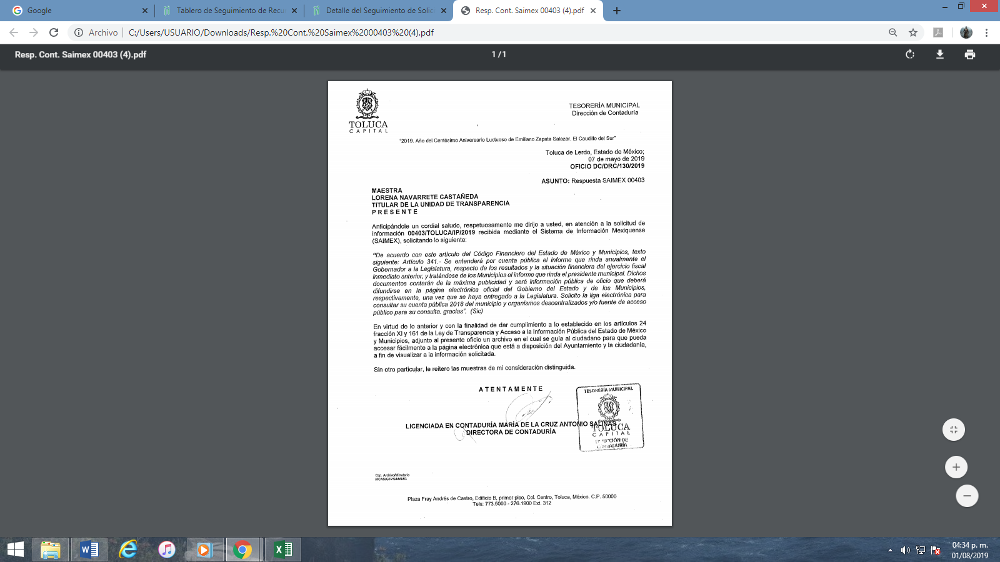 Google
Tablero de Seguimiento de Recu
Detalle del Seguimiento de Solici
Resp. Cont. Saimex 00403 (4).pdf
Archivo | C:/Users/USUARIO/Downloads/Resp.%20Cont.%20Saimex%2000403%20(4).pdf
Resp. Cont. Saimex 00403 (4).pdf
1 / 1
TOLUCA
CAPITAL
TESORERÍA MUNICIPAL
Dirección de Contaduría
"2019. Año del Centésimo Aniversario Luctuoso de Emiliano Zapata Salazar. El Caudillo del Sur"
Toluca de Lerdo, Estado de México;
07 de mayo de 2019
OFICIO DC/DRC/130/2019
ASUNTO: Respuesta SAIMEX 00403
MAESTRA
LORENA NAVARRETE CASTAÑEDA
TITULAR DE LA UNIDAD DE TRANSPARENCIA
P R E S E N T E
Anticipándole un cordial saludo, respetuosamente me dirijo a usted, en atención a la solicitud de
información 00403/TOLUCA/IP/2019 recibida mediante el Sistema de Información Mexiquense
(SAIMEX), solicitando lo siguiente:
"De acuerdo con este artículo del Código Financiero del Estado de México y Municipios, texto
siguiente: Artículo 341.- Se entenderá por cuenta pública el informe que rinda anualmente el
Gobernador a la Legislatura, respecto de los resultados y la situación financiera del ejercicio fiscal
inmediato anterior, y tratándose de los Municipios el informe que rinda el presidente municipal. Dichos
documentos contarán de la máxima publicidad y será información pública de oficio que deberá
difundirse en la página electrónica oficial del Gobierno del Estado y de los Municipios,
respectivamente, una vez que se haya entregado a la Legislatura. Solicito la liga electrónica para
consultar su cuenta pública 2018 del municipio y organismos descentralizados y/o fuente de acceso
público para su consulta. gracias". (Sic)
En virtud de lo anterior y con la finalidad de dar cumplimiento a lo establecido en los artículos 24
fracción XI y 161 de la Ley de Transparencia y Acceso a la Información Pública del Estado de México
y Municipios, adjunto al presente oficio un archivo en el cual se guía al ciudadano para que pueda
accesar fácilmente a la página electrónica que está a disposición del Ayuntamiento y la ciudadanía,
a fin de visualizar a la información solicitada.
Sin otro particular, le reitero las muestras de mi consideración distinguida.
A T E N T A M E N T E
LICENCIADA EN CONTADURÍA MARÍA DE LA CRUZ ANTONIO SALINAS
DIRECTORA DE CONTADURÍA
TESORERÍA MUNICIPAL
TOLUCA
CAPITAL
DIRECCIÓN DE
CONTADURÍA
Ccp. Archivo/Minutario
MCAS/GEZS/MAMG
Plaza Fray Andrés de Castro, Edificio B, primer piso, Col. Centro, Toluca, México. C.P. 50000
Tels: 773.5000 - 276.1900 Ext. 312
04:34 p. m.
01/08/2019